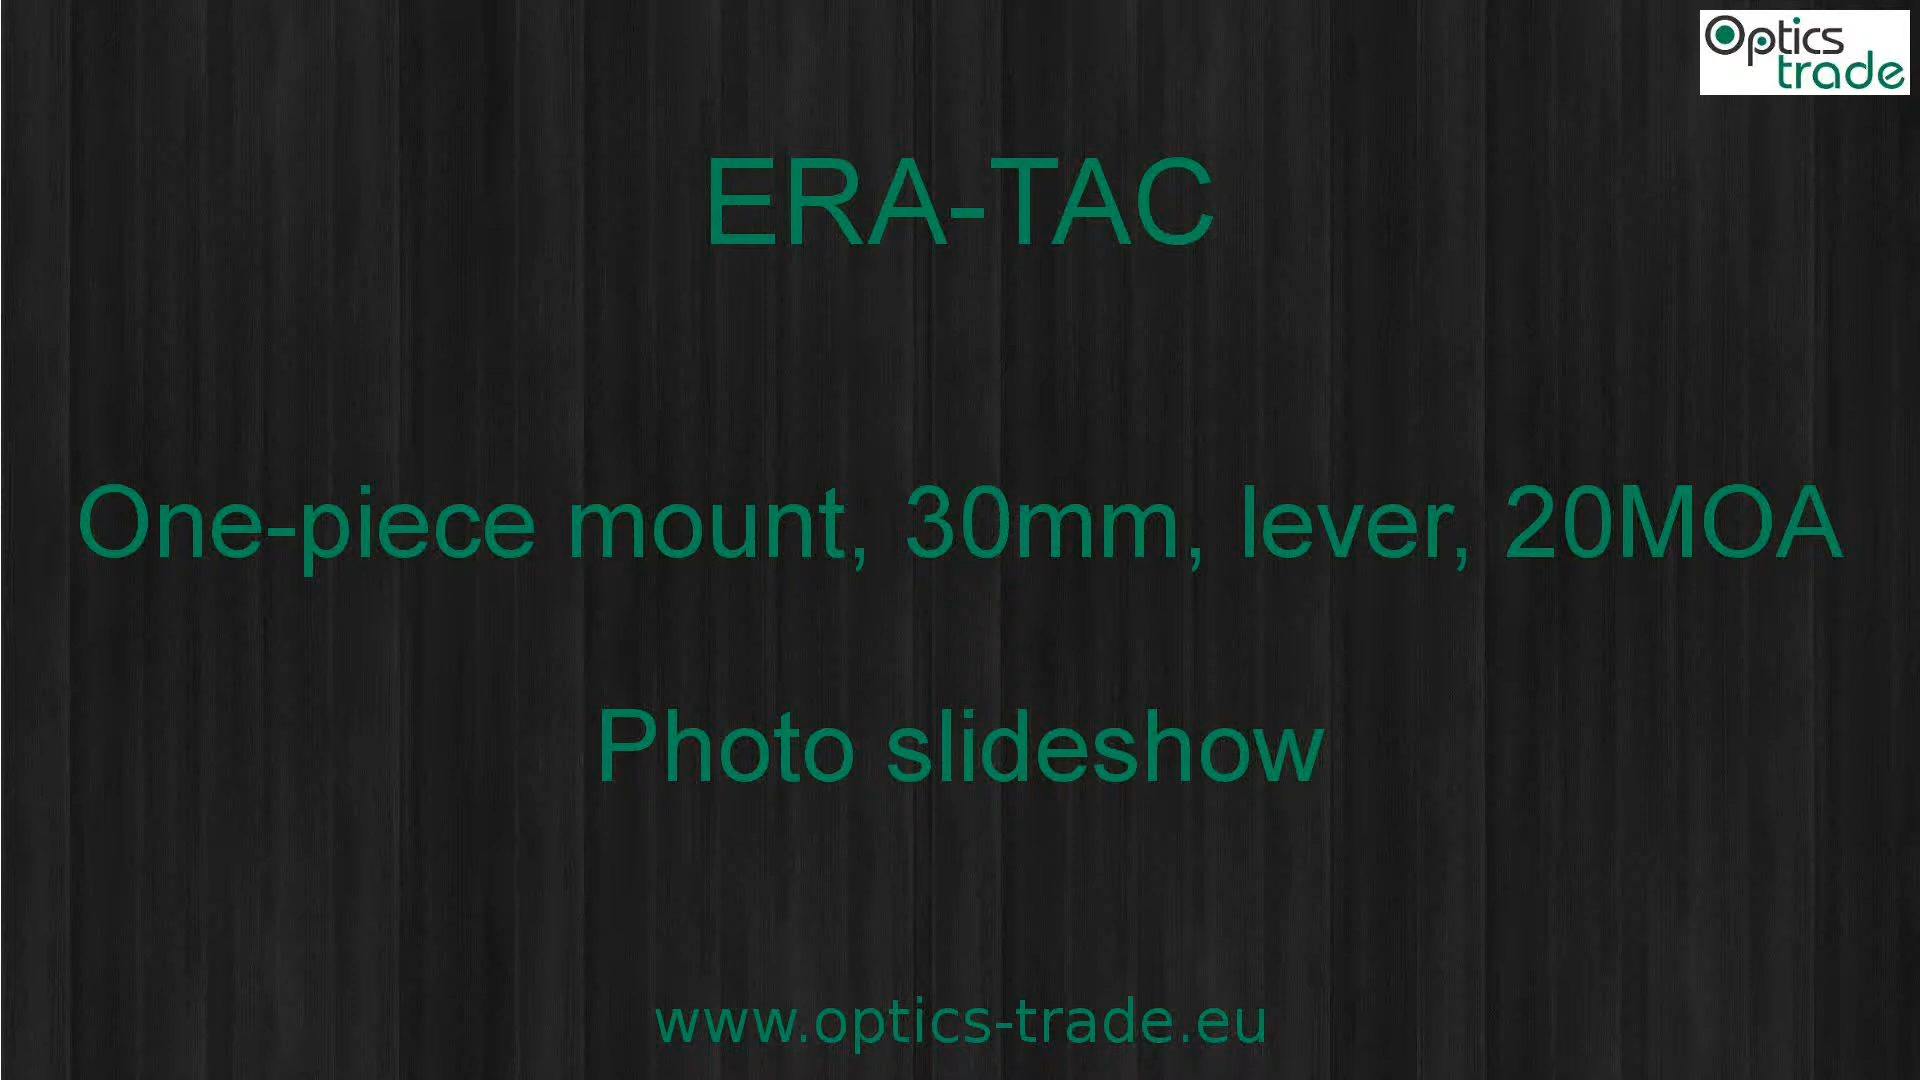 Optics
trade
ERA-TAC
One-piece mount, 30mm, lever, 20MOA
Photo slideshow
www.optics-trade.eu